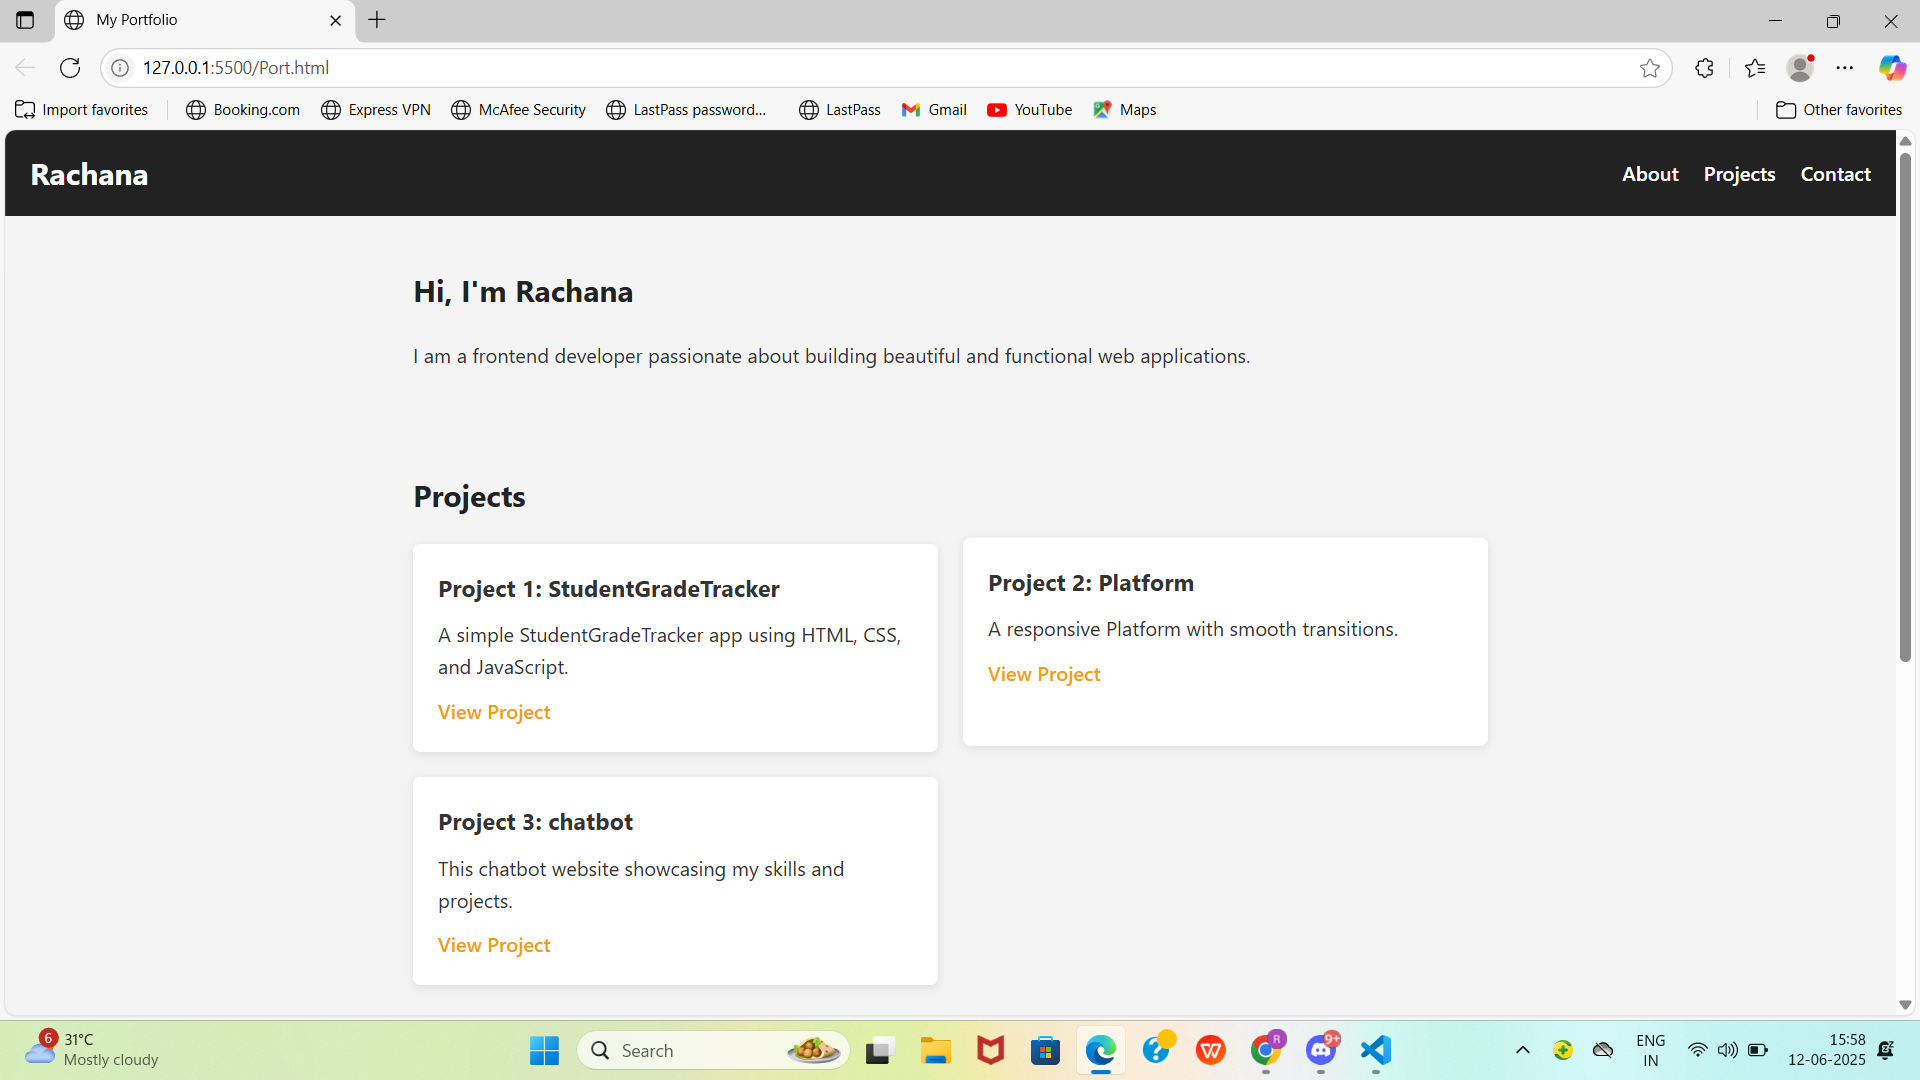 My Portfolio
127.0.0.1:5500/Port.html
Import favorites
Booking.com
Express VPN
McAfee Security
LastPass password...
LastPass
Gmail
YouTube
Maps
Other favorites
Rachana
About
Projects
Contact
Hi, I'm Rachana
I am a frontend developer passionate about building beautiful and functional web applications.
Projects
Project 1: StudentGradeTracker
A simple StudentGradeTracker app using HTML, CSS,
and JavaScript.
View Project
Project 2: Platform
A responsive Platform with smooth transitions.
View Project
Project 3: chatbot
This chatbot website showcasing my skills and
projects.
View Project
6
31°C
Mostly cloudy
Search
R
9+
ENG
IN
15:58
12-06-2025